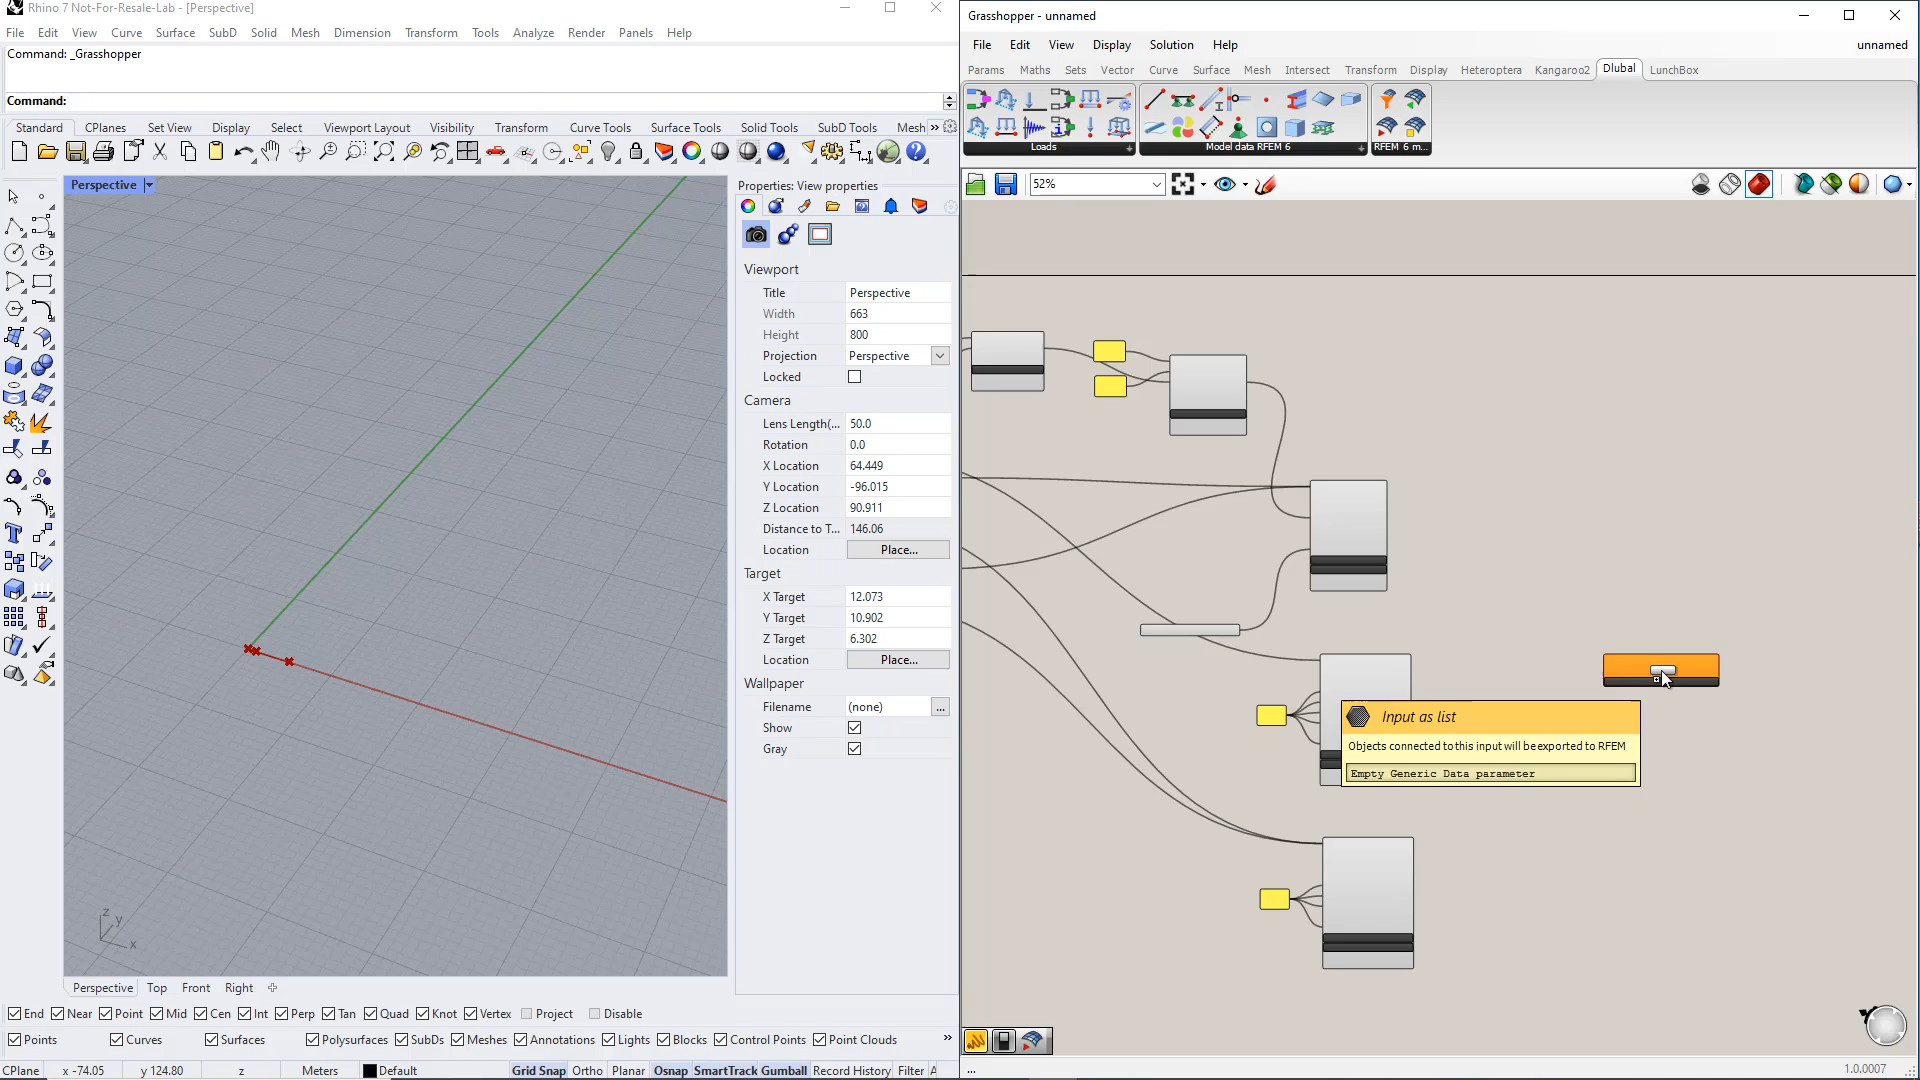 Rhino 7 Not-For-Resale-Lab - [Perspective]
File Edit View Curve Surface SubD Solid Mesh Dimension Transform Tools Analyze Render Panels Help
Command: _Grasshopper
Command:
Standard CPlanes Set View Display Select Viewport Layout Visibility Transform Curve Tools Surface Tools Solid Tools SubD Tools Mesh »
Perspective
Properties: View properties
Viewport
Title Perspective
Width 663
Height 800
Projection Perspective
Locked
Camera
Lens Length(... 50.0
Rotation 0.0
X Location 64.449
Y Location -96.015
Z Location 90.911
Distance to T... 146.06
Location Place...
Target
X Target 12.073
Y Target 10.902
Z Target 6.302
Location Place...
Wallpaper
Filename (none) ...
Show
Gray
z
y
x
Perspective Top Front Right
End Near Point Mid Cen Int Perp Tan Quad Knot Vertex Project Disable
Points Curves Surfaces Polysurfaces SubDs Meshes Annotations Lights Blocks Control Points Point Clouds »
CPlane x -74.05 y 124.80 z Meters Default Grid Snap Ortho Planar Osnap SmartTrack Gumball Record History Filter A
Grasshopper - unnamed
File Edit View Display Solution Help unnamed
Params Maths Sets Vector Curve Surface Mesh Intersect Transform Display Heteroptera Kangaroo2 Dlubal LunchBox
Loads Model data RFEM 6 RFEM 6 m...
52%
Input as list
Objects connected to this input will be exported to RFEM
Empty Generic Data parameter
...
1.0.0007